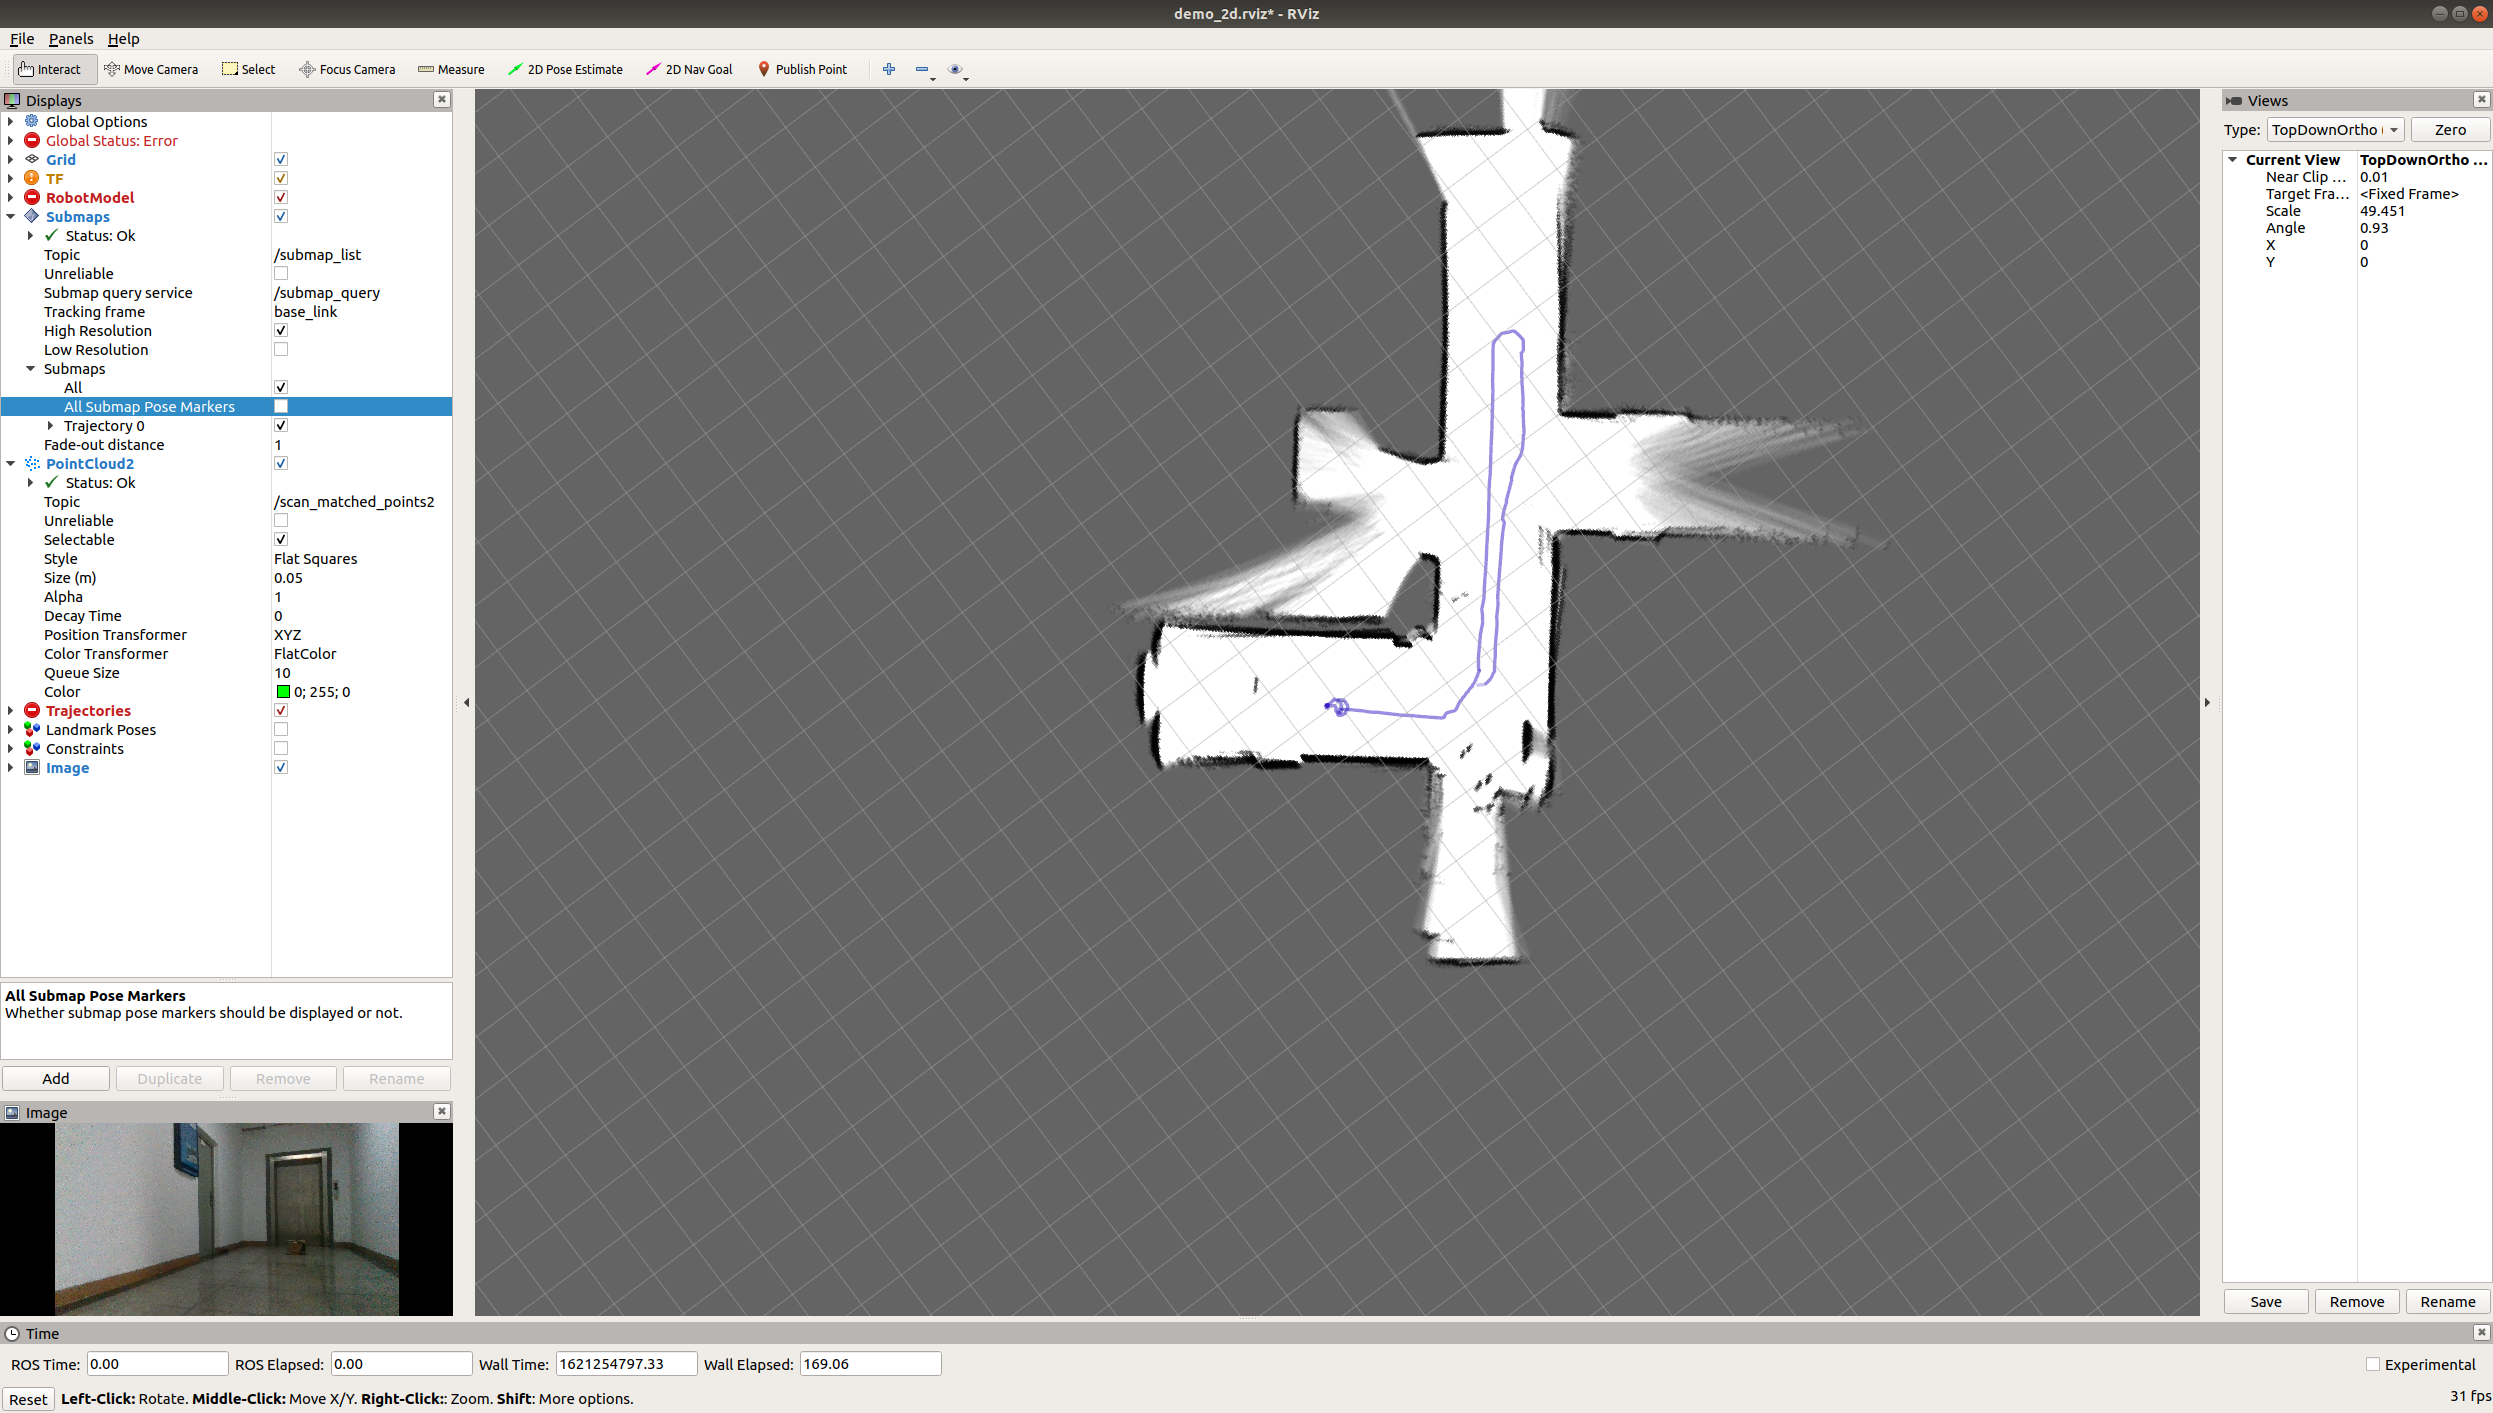 demo_2d.rviz* - RViz
File Panels Help
Interact Move Camera Select Focus Camera Measure 2D Pose Estimate 2D Nav Goal Publish Point
Displays
Global Options
Global Status: Error
Grid
TF
RobotModel
Submaps
Status: Ok
Topic /submap_list
Unreliable
Submap query service /submap_query
Tracking frame base_link
High Resolution
Low Resolution
Submaps
All
All Submap Pose Markers
Trajectory 0
Fade-out distance 1
PointCloud2
Status: Ok
Topic /scan_matched_points2
Unreliable
Selectable
Style Flat Squares
Size (m) 0.05
Alpha 1
Decay Time 0
Position Transformer XYZ
Color Transformer FlatColor
Queue Size 10
Color 0; 255; 0
Trajectories
Landmark Poses
Constraints
Image
All Submap Pose Markers
Whether submap pose markers should be displayed or not.
Add Duplicate Remove Rename
Image
Views
Type: TopDownOrtho ( Zero
Current View TopDownOrtho ...
Near Clip ... 0.01
Target Fra... <Fixed Frame>
Scale 49.451
Angle 0.93
X 0
Y 0
Save Remove Rename
Time
ROS Time: 0.00 ROS Elapsed: 0.00 Wall Time: 1621254797.33 Wall Elapsed: 169.06 Experimental
Reset Left-Click: Rotate. Middle-Click: Move X/Y. Right-Click:: Zoom. Shift: More options. 31 fps